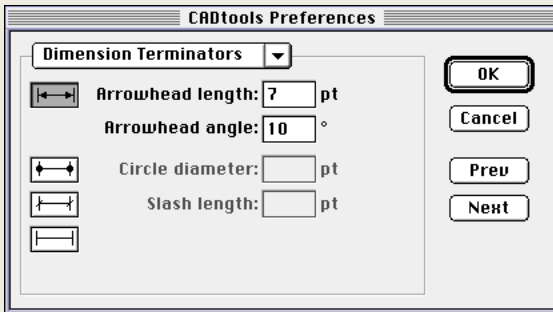 CADtools Preferences
Dimension Terminators
Arrowhead length: 7 pt
Arrowhead angle: 10 °
Circle diameter: pt
Slash length: pt
OK
Cancel
Prev
Next